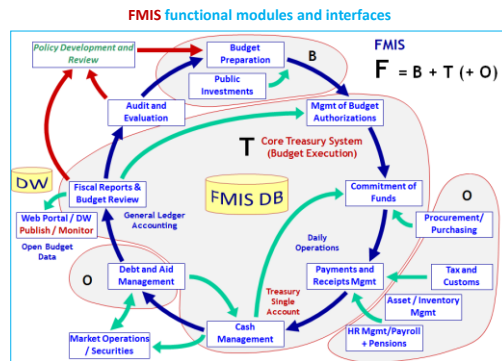 FMIS functional modules and interfaces
Policy Development and
Review
Budget
Preparation
B
FMIS
F = B + T (+ O)
Public
Investments
Audit and
Evaluation
Mgmt of Budget
Authorizations
T
Core Treasury System
(Budget Execution)
DW
Fiscal Reports &
Budget Review
FMIS DB
Commitment of
Funds
O
Web Portal / DW
Publish / Monitor
General Ledger
Accounting
Procurement/
Purchasing
Open Budget
Data
Daily
Operations
O
Debt and Aid
Management
Payments and
Receipts Mgmt
Tax and
Customs
Treasury
Single
Account
Asset / Inventory
Mgmt
Market Operations
/ Securities
Cash
Management
HR Mgmt/Payroll
+ Pensions